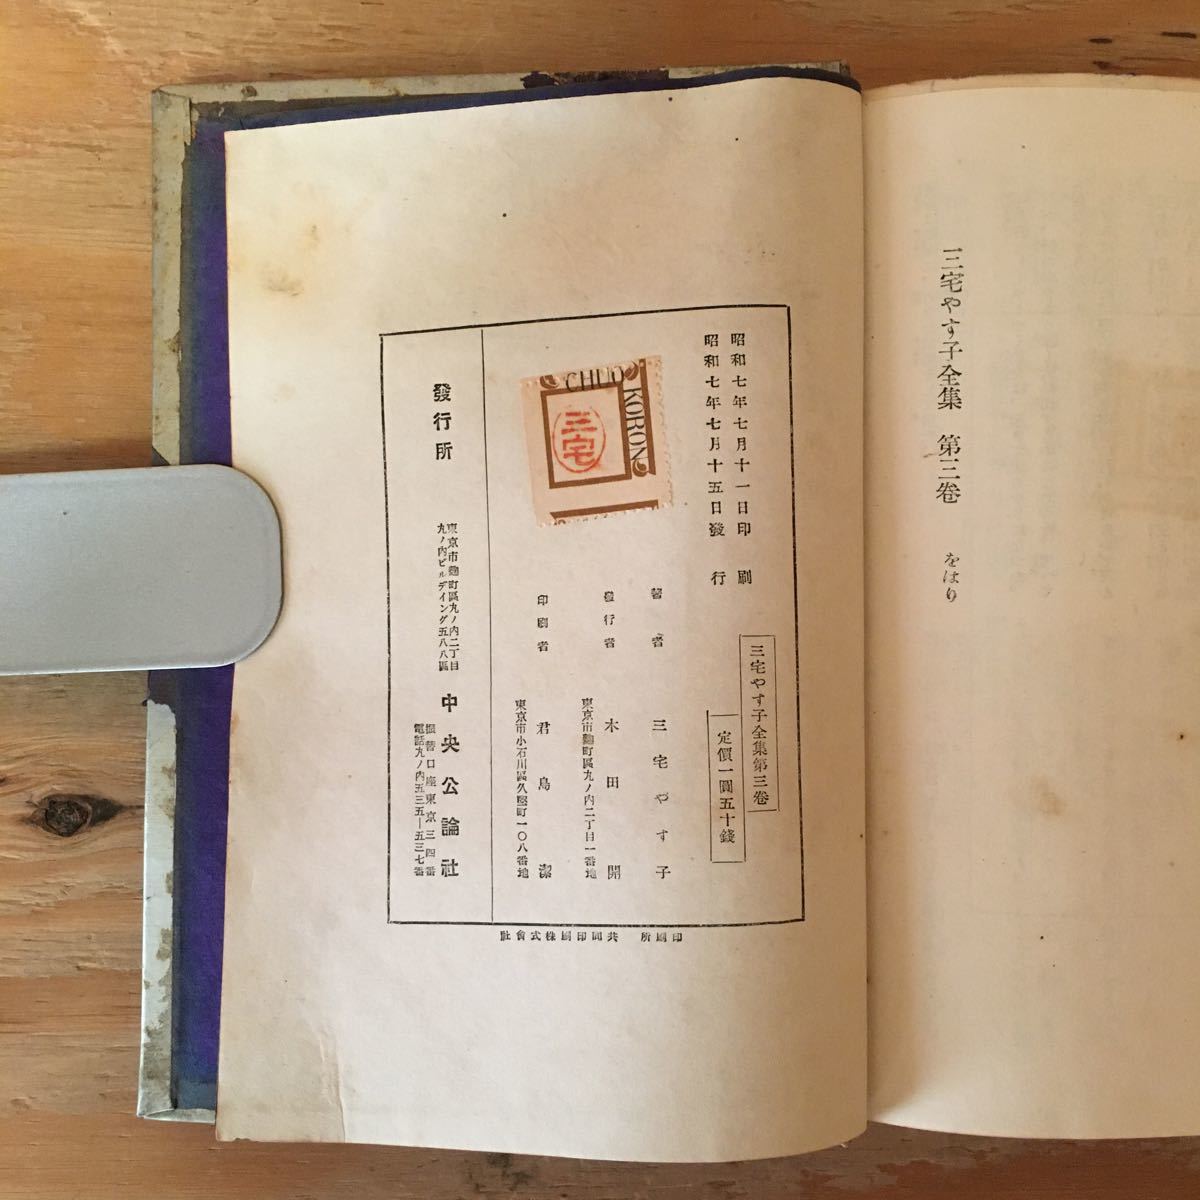 三宅やす子全集 第三卷 をはり
昭和七年七月十一日印刷
昭和七年七月十五日發行
三宅やす子全集第三卷
定價一圓五十錢
CHUO
KORON
三宅
著者 三宅やす子
東京市麴町區丸ノ內二丁目一番地
發行者 木田開
東京市小石川區久堅町一〇八番地
印刷者 君島潔
發行所
東京市麴町區丸ノ內二丁目
丸ノ內ビルデイング五八八區
中央公論社
振替口座東京三四番
電話丸ノ內五三五—五三七番
印刷所 共同印刷株式會社